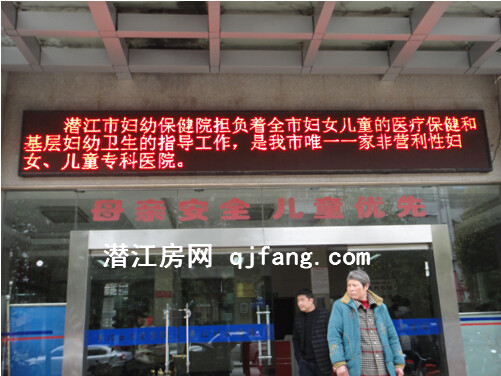 潜江市妇幼保健院担负着全市妇女儿童的医疗保健和
基层妇幼卫生的指导工作，是我市唯一一家非营利性妇
女、儿童专科医院。
母亲安全 儿童优先
潜江房网 qjfang.com